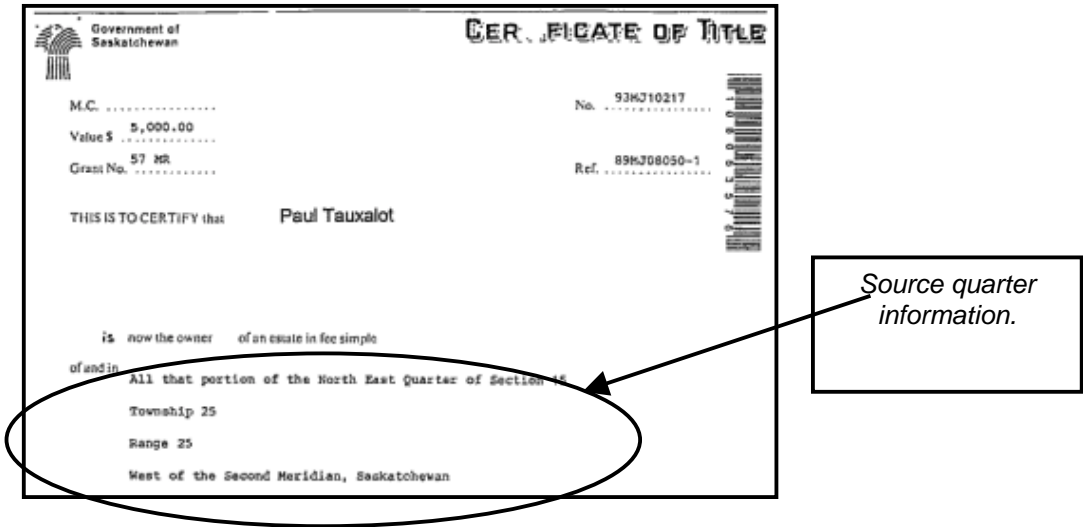 Government of
Saskatchewan
CER. .FICATE OF TITLE
M.C. ................
No. 93MJ10217
Value $ 5,000.00
Grant No. 57 MR
Ref. 89MJ08050-1
THIS IS TO CERTIFY that Paul Tauxalot
is now the owner of an estate in fee simple
of and in
All that portion of the North East Quarter of Section
Township 25
Range 25
West of the Second Meridian, Saskatchewan
Source quarter
information.